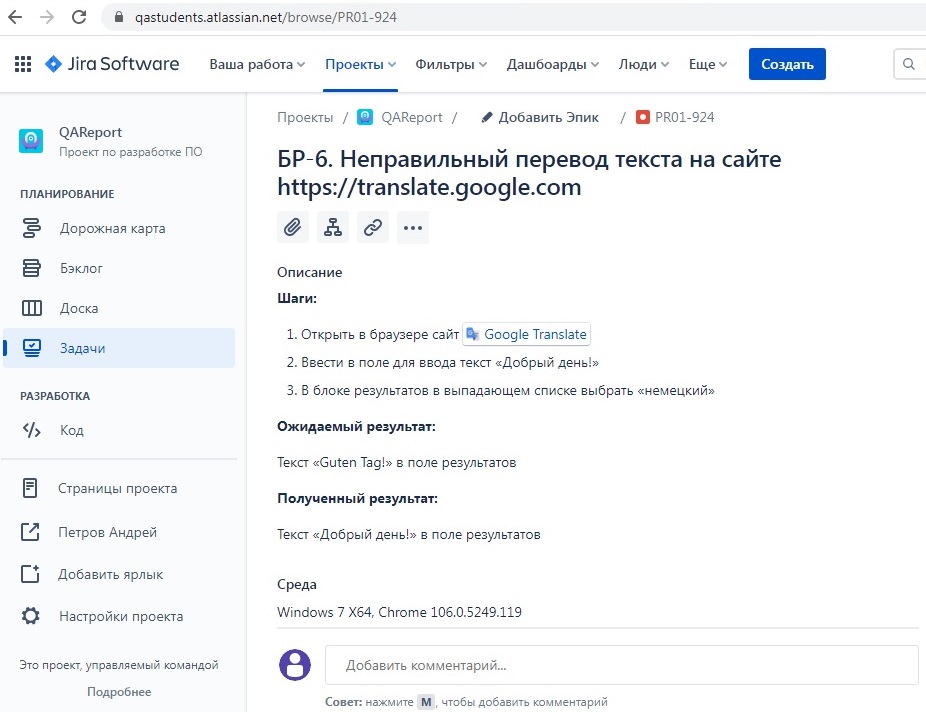 qastudents.atlassian.net/browse/PR01-924
Jira Software
Ваша работа
Проекты
Фильтры
Дашбоарды
Люди
Еще
Создать
QAReport
Проект по разработке ПО
ПЛАНИРОВАНИЕ
Дорожная карта
Бэклог
Доска
Задачи
РАЗРАБОТКА
Код
Страницы проекта
Петров Андрей
Добавить ярлык
Настройки проекта
Это проект, управляемый командой
Подробнее
Проекты / QAReport / Добавить Эпик / PR01-924
БР-6. Неправильный перевод текста на сайте
https://translate.google.com
Описание
Шаги:
1. Открыть в браузере сайт Google Translate
2. Ввести в поле для ввода текст «Добрый день!»
3. В блоке результатов в выпадающем списке выбрать «немецкий»
Ожидаемый результат:
Текст «Guten Tag!» в поле результатов
Полученный результат:
Текст «Добрый день!» в поле результатов
Среда
Windows 7 X64, Chrome 106.0.5249.119
Добавить комментарий...
Совет: нажмите M, чтобы добавить комментарий